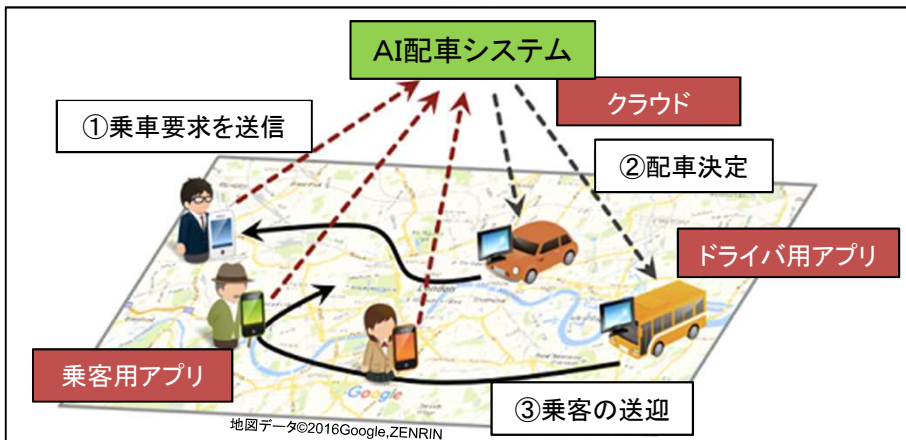 AI配車システム
クラウド
①乗車要求を送信
②配車決定
ドライバ用アプリ
乗客用アプリ
Google
③乗客の送迎
地図データ©2016Google,ZENRIN